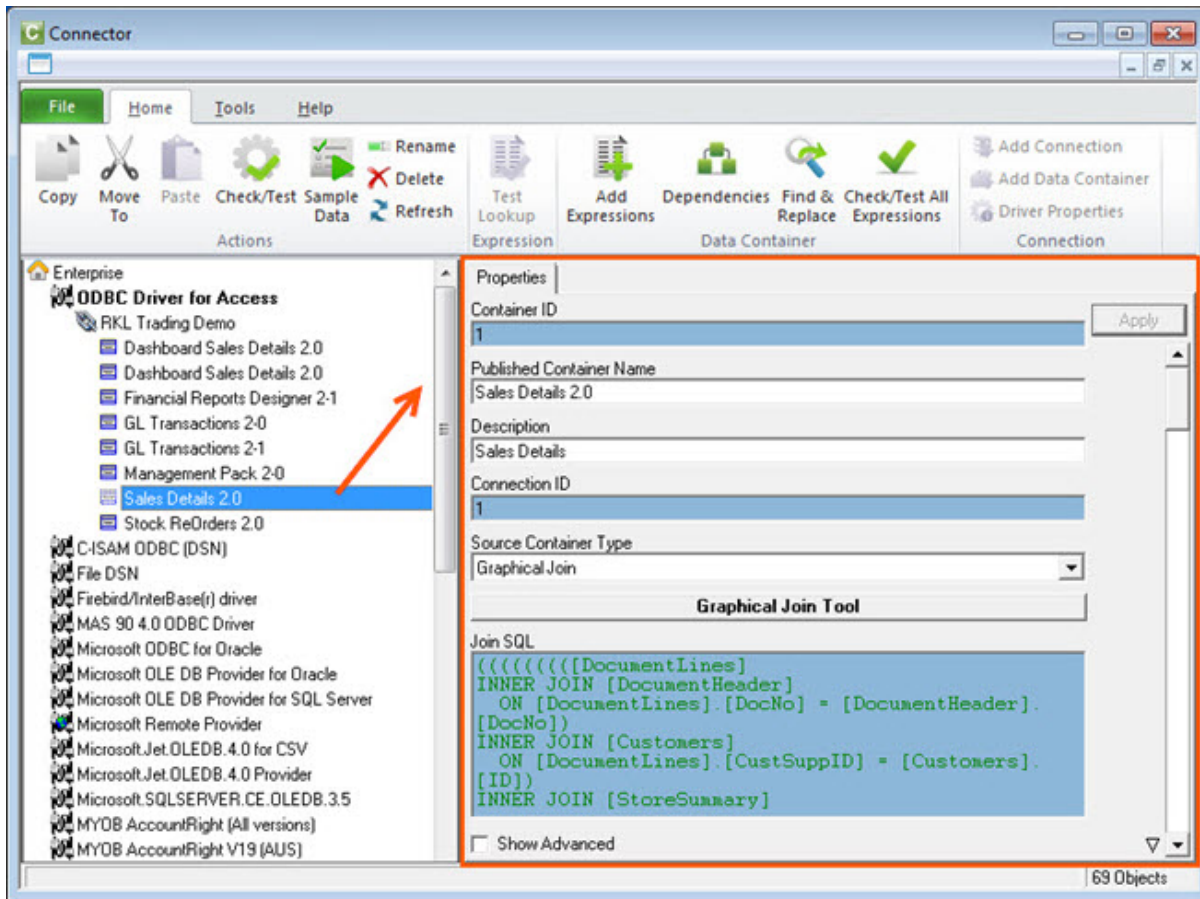 Connector
File Home Tools Help
Copy
Move To
Paste
Check/Test
Sample Data
Rename
Delete
Refresh
Actions
Test Lookup
Expression
Add Expressions
Dependencies
Find & Replace
Check/Test All Expressions
Data Container
Add Connection
Add Data Container
Driver Properties
Connection
Enterprise
ODBC Driver for Access
RKL Trading Demo
Dashboard Sales Details 2.0
Dashboard Sales Details 2.0
Financial Reports Designer 2-1
GL Transactions 2-0
GL Transactions 2-1
Management Pack 2-0
Sales Details 2.0
Stock ReOrders 2.0
C-ISAM ODBC (DSN)
File DSN
Firebird/InterBase(r) driver
MAS 90 4.0 ODBC Driver
Microsoft ODBC for Oracle
Microsoft OLE DB Provider for Oracle
Microsoft OLE DB Provider for SQL Server
Microsoft Remote Provider
Microsoft.Jet.OLEDB.4.0 for CSV
Microsoft.Jet.OLEDB.4.0 Provider
Microsoft.SQLSERVER.CE.OLEDB.3.5
MYOB AccountRight (All versions)
MYOB AccountRight V19 (AUS)
Properties
Container ID
1
Apply
Published Container Name
Sales Details 2.0
Description
Sales Details
Connection ID
1
Source Container Type
Graphical Join
Graphical Join Tool
Join SQL
((((((((([DocumentLines]
INNER JOIN [DocumentHeader]
ON [DocumentLines].[DocNo] = [DocumentHeader].
[DocNo])
INNER JOIN [Customers]
ON [DocumentLines].[CustSuppID] = [Customers].
[ID])
INNER JOIN [StoreSummary]
Show Advanced
69 Objects